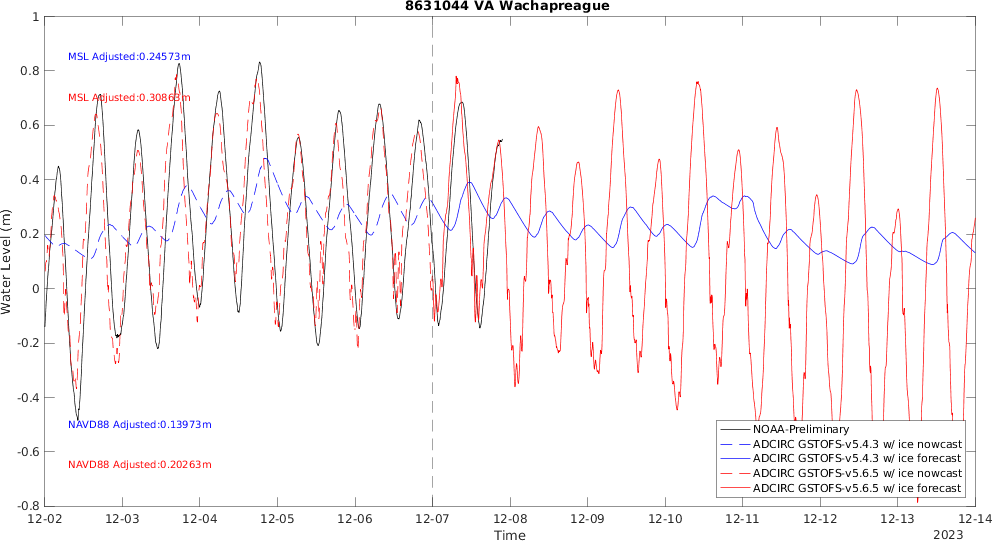 8631044 VA Wachapreague
MSL Adjusted:0.24573m
MSL Adjusted:0.30863m
NAVD88 Adjusted:0.13973m
NAVD88 Adjusted:0.20263m
Water Level (m)
1
0.8
0.6
0.4
0.2
0
-0.2
-0.4
-0.6
-0.8
NOAA-Preliminary
ADCIRC GSTOFS-v5.4.3 w/ ice nowcast
ADCIRC GSTOFS-v5.4.3 w/ ice forecast
ADCIRC GSTOFS-v5.6.5 w/ ice nowcast
ADCIRC GSTOFS-v5.6.5 w/ ice forecast
12-02 12-03 12-04 12-05 12-06 12-07 12-08 12-09 12-10 12-11 12-12 12-13 12-14
Time
2023